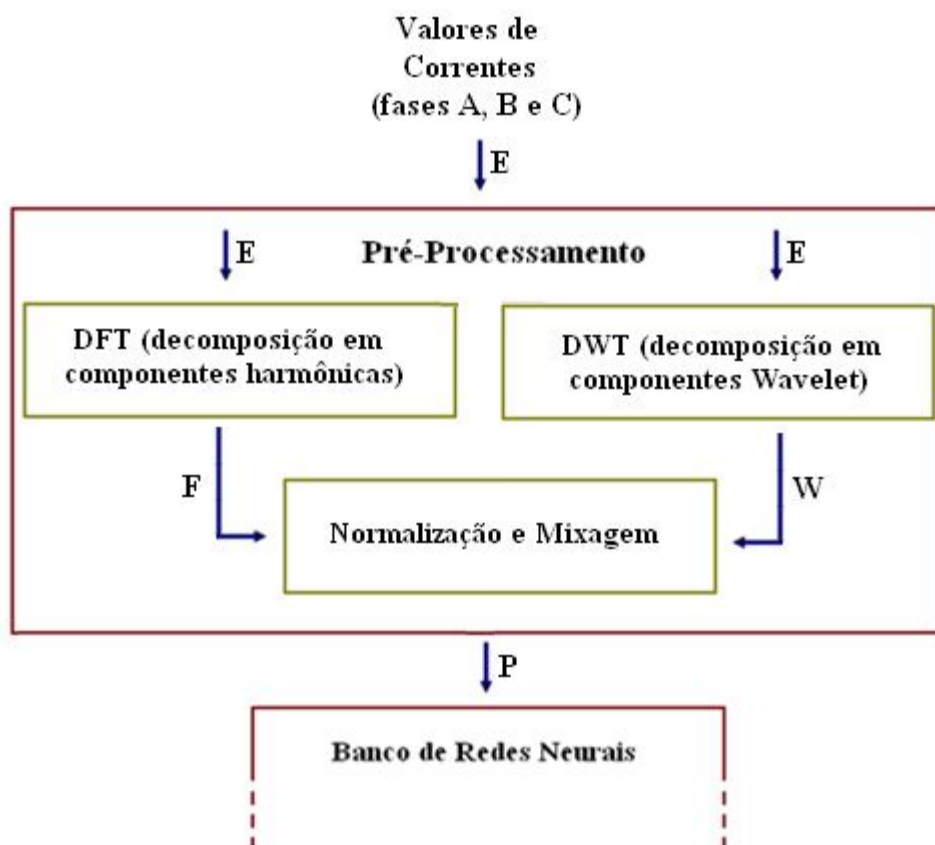 Valores de
Correntes
(fases A, B e C)
E
E
Pré-Processamento
E
DFT (decomposição em
componentes harmônicas)
DWT (decomposição em
componentes Wavelet)
F
W
Normalização e Mixagem
P
Banco de Redes Neurais